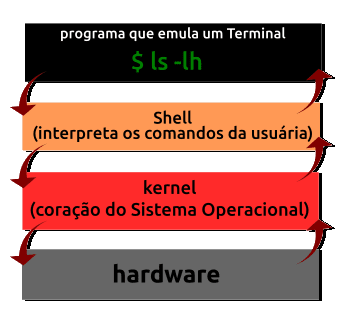 programa que emula um Terminal
$ ls -lh
Shell
(interpreta os comandos da usuária)
kernel
(coração do Sistema Operacional)
hardware